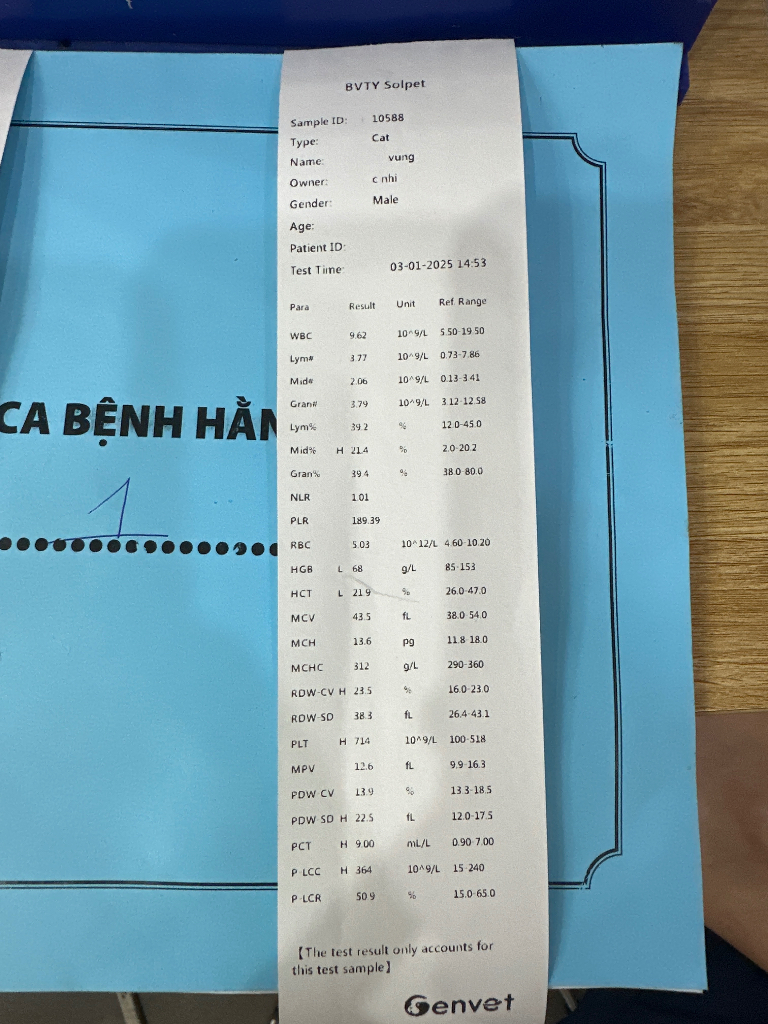 BVTY Solpet
Sample ID: 10588
Type: Cat
Name: vung
Owner: c nhi
Gender: Male
Age:
Patient ID:
Test Time: 03-01-2025 14:53
Para Result Unit Ref. Range
WBC 9.62 10^9/L 5.50-19.50
Lym# 3.77 10^9/L 0.73-7.86
Mid# 2.06 10^9/L 0.13-3.41
Gran# 3.79 10^9/L 3.12-12.58
Lym% 39.2 % 12.0-45.0
Mid% H 21.4 % 2.0-20.2
Gran% 39.4 % 38.0-80.0
NLR 1.01
PLR 189.39
RBC 5.03 10^12/L 4.60-10.20
HGB L 68 g/L 85-153
HCT L 21.9 % 26.0-47.0
MCV 43.5 fL 38.0-54.0
MCH 13.6 pg 11.8-18.0
MCHC 312 g/L 290-360
RDW-CV H 23.5 % 16.0-23.0
RDW-SD 38.3 fL 26.4-43.1
PLT H 714 10^9/L 100-518
MPV 12.6 fL 9.9-16.3
PDW-CV 13.9 % 13.3-18.5
PDW-SD H 22.5 fL 12.0-17.5
PCT H 9.00 mL/L 0.90-7.00
P-LCC H 364 10^9/L 15-240
P-LCR 50.9 % 15.0-65.0
【The test result only accounts for
this test sample】
Genvet
CA BỆNH HẰN
1